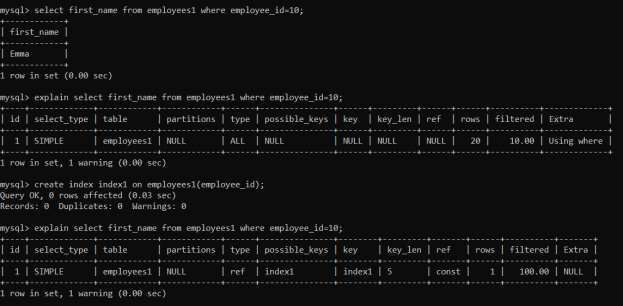 mysql> select first_name from employees1 where employee_id=10;
+------------+
| first_name |
+------------+
| Emma       |
+------------+
1 row in set (0.00 sec)

mysql> explain select first_name from employees1 where employee_id=10;
+----+-------------+------------+------------+------+---------------+------+---------+------+------+----------+-------------+
| id | select_type | table      | partitions | type | possible_keys | key  | key_len | ref  | rows | filtered | Extra       |
+----+-------------+------------+------------+------+---------------+------+---------+------+------+----------+-------------+
|  1 | SIMPLE      | employees1 | NULL       | ALL  | NULL          | NULL | NULL    | NULL |   20 |    10.00 | Using where |
+----+-------------+------------+------------+------+---------------+------+---------+------+------+----------+-------------+
1 row in set, 1 warning (0.00 sec)

mysql> create index index1 on employees1(employee_id);
Query OK, 0 rows affected (0.03 sec)
Records: 0  Duplicates: 0  Warnings: 0

mysql> explain select first_name from employees1 where employee_id=10;
+----+-------------+------------+------------+------+---------------+--------+---------+-------+------+----------+-------+
| id | select_type | table      | partitions | type | possible_keys | key    | key_len | ref   | rows | filtered | Extra |
+----+-------------+------------+------------+------+---------------+--------+---------+-------+------+----------+-------+
|  1 | SIMPLE      | employees1 | NULL       | ref  | index1        | index1 | 5       | const |    1 |   100.00 | NULL  |
+----+-------------+------------+------------+------+---------------+--------+---------+-------+------+----------+-------+
1 row in set, 1 warning (0.00 sec)